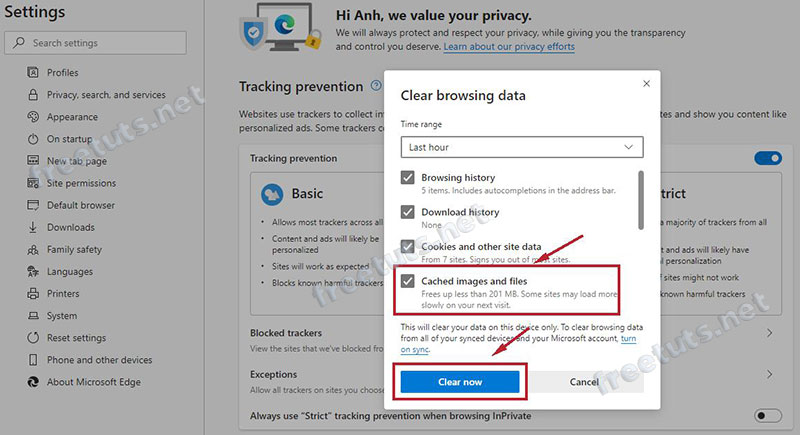 Settings
Search settings
Profiles
Privacy, search, and services
Appearance
On startup
New tab page
Site permissions
Default browser
Downloads
Family safety
Languages
Printers
System
Reset settings
Phone and other devices
About Microsoft Edge
Hi Anh, we value your privacy.
We will always protect and respect your privacy, while giving you the transparency
and control you deserve. Learn about our privacy efforts
Tracking prevention
Websites use trackers to collect in
tes and show you content like
personalized ads. Some trackers co
Tracking prevention
Basic
Allows most trackers across all
Content and ads will likely be
personalized
Sites will work as expected
Blocks known harmful trackers
trict
a majority of trackers from all
and ads will likely have
personalization
sites might not work
known harmful trackers
Blocked trackers
View the sites that we've blocked from
Exceptions
Allow all trackers on sites you choose
Always use "Strict" tracking prevention when browsing InPrivate
Clear browsing data
Time range
Last hour
Browsing history
5 items. Includes autocompletions in the address bar.
Download history
None
Cookies and other site data
From 7 sites. Signs you out of most sites.
Cached images and files
Frees up less than 201 MB. Some sites may load more
slowly on your next visit.
This will clear your data on this device only. To clear browsing data
from all of your synced devices and your Microsoft account, turn
on sync.
Clear now
Cancel
freetuts.net
freetuts.net
freetuts.net
freetuts.net